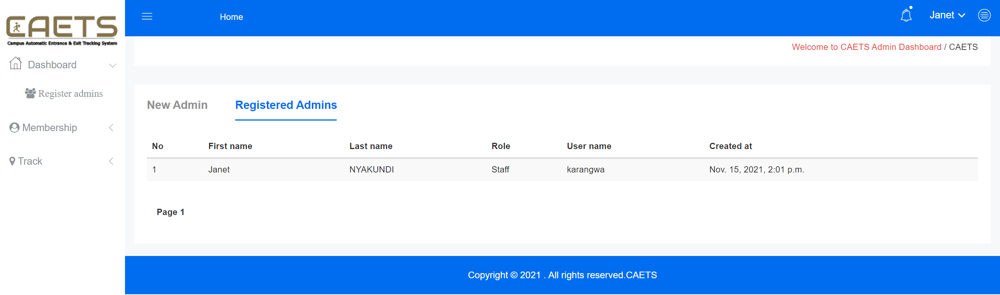 CAETS
Campus Automatic Entrance & Exit Tracking System
Dashboard
Register admins
Membership
Track
Home
Janet
Welcome to CAETS Admin Dashboard / CAETS
New Admin Registered Admins
No First name Last name Role User name Created at
1 Janet NYAKUNDI Staff karangwa Nov. 15, 2021, 2:01 p.m.
Page 1
Copyright © 2021 . All rights reserved.CAETS